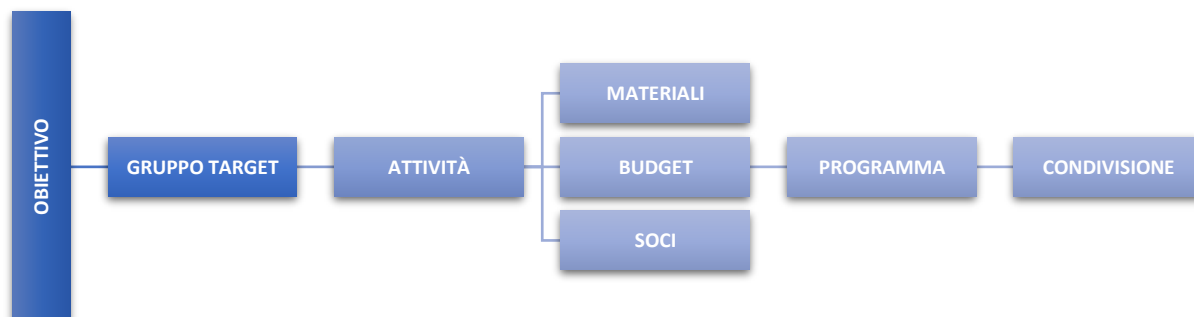 OBIETTIVO
GRUPPO TARGET
ATTIVITÀ
MATERIALI
BUDGET
SOCI
PROGRAMMA
CONDIVISIONE